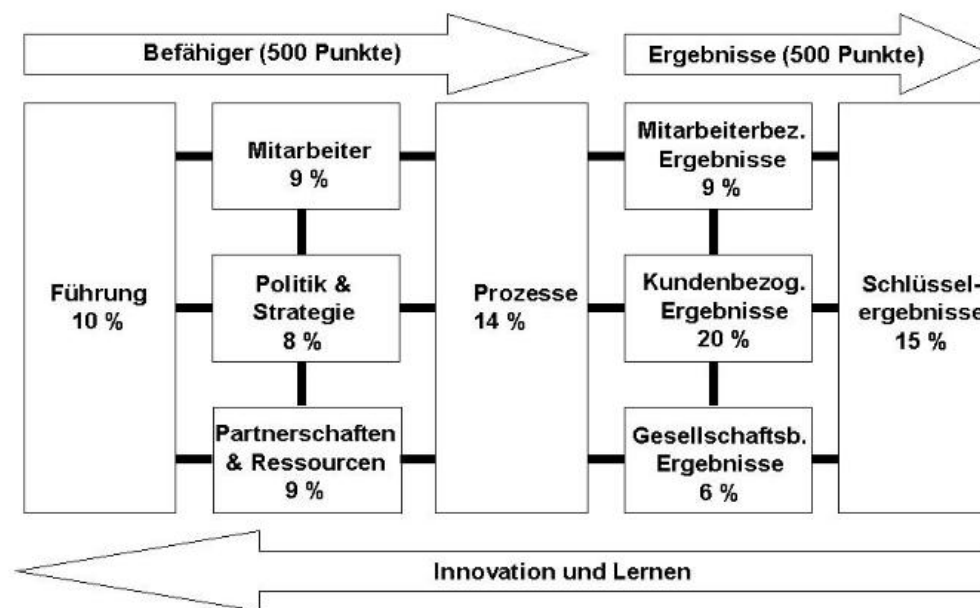 Befähiger (500 Punkte)
Ergebnisse (500 Punkte)
Führung
10 %
Mitarbeiter
9 %
Politik &
Strategie
8 %
Partnerschaften
& Ressourcen
9 %
Prozesse
14 %
Mitarbeiterbez.
Ergebnisse
9 %
Kundenbezog.
Ergebnisse
20 %
Gesellschaftsb.
Ergebnisse
6 %
Schlüssel-
ergebnisse
15 %
Innovation und Lernen